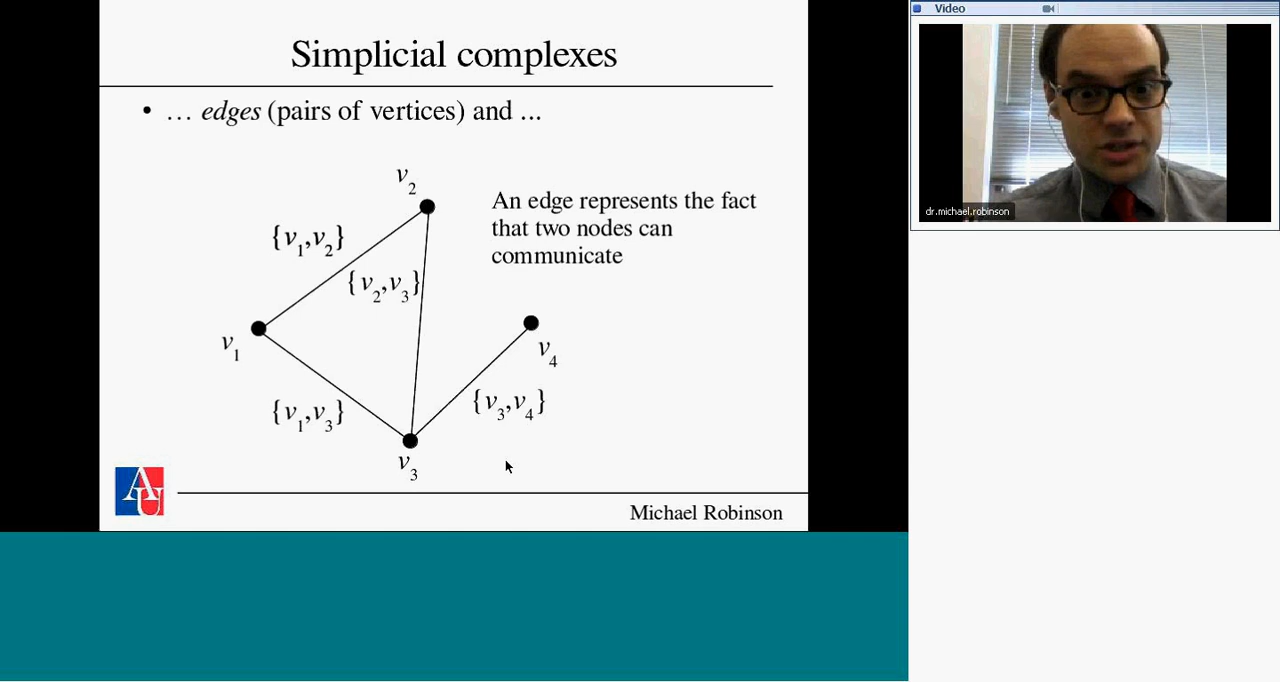 Simplicial complexes
• … edges (pairs of vertices) and ...
v2
An edge represents the fact
that two nodes can
communicate
{v1,v2}
{v2,v3}
v1
v4
{v1,v3}
{v3,v4}
v3
AU
Michael Robinson
Video
dr.michael.robinson